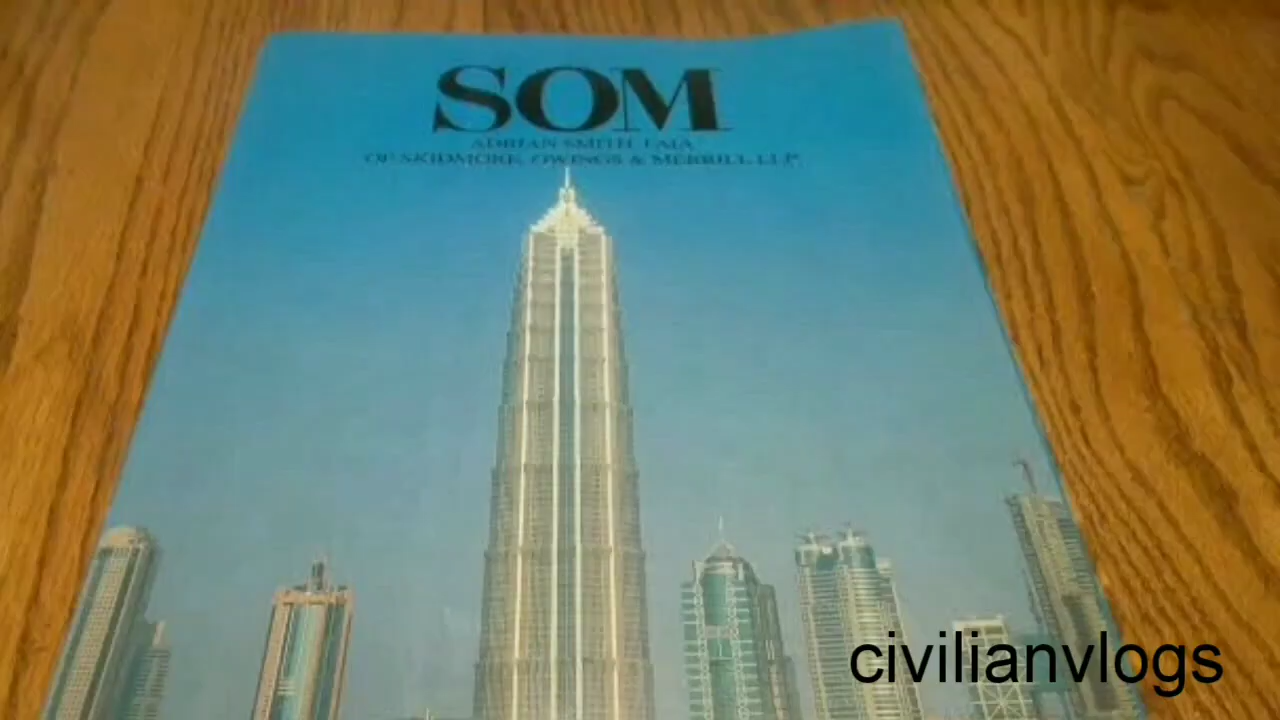 SOM
ADRIAN SMITH, FAIA
OF SKIDMORE, OWINGS & MERRILL LLP
civilianvlogs